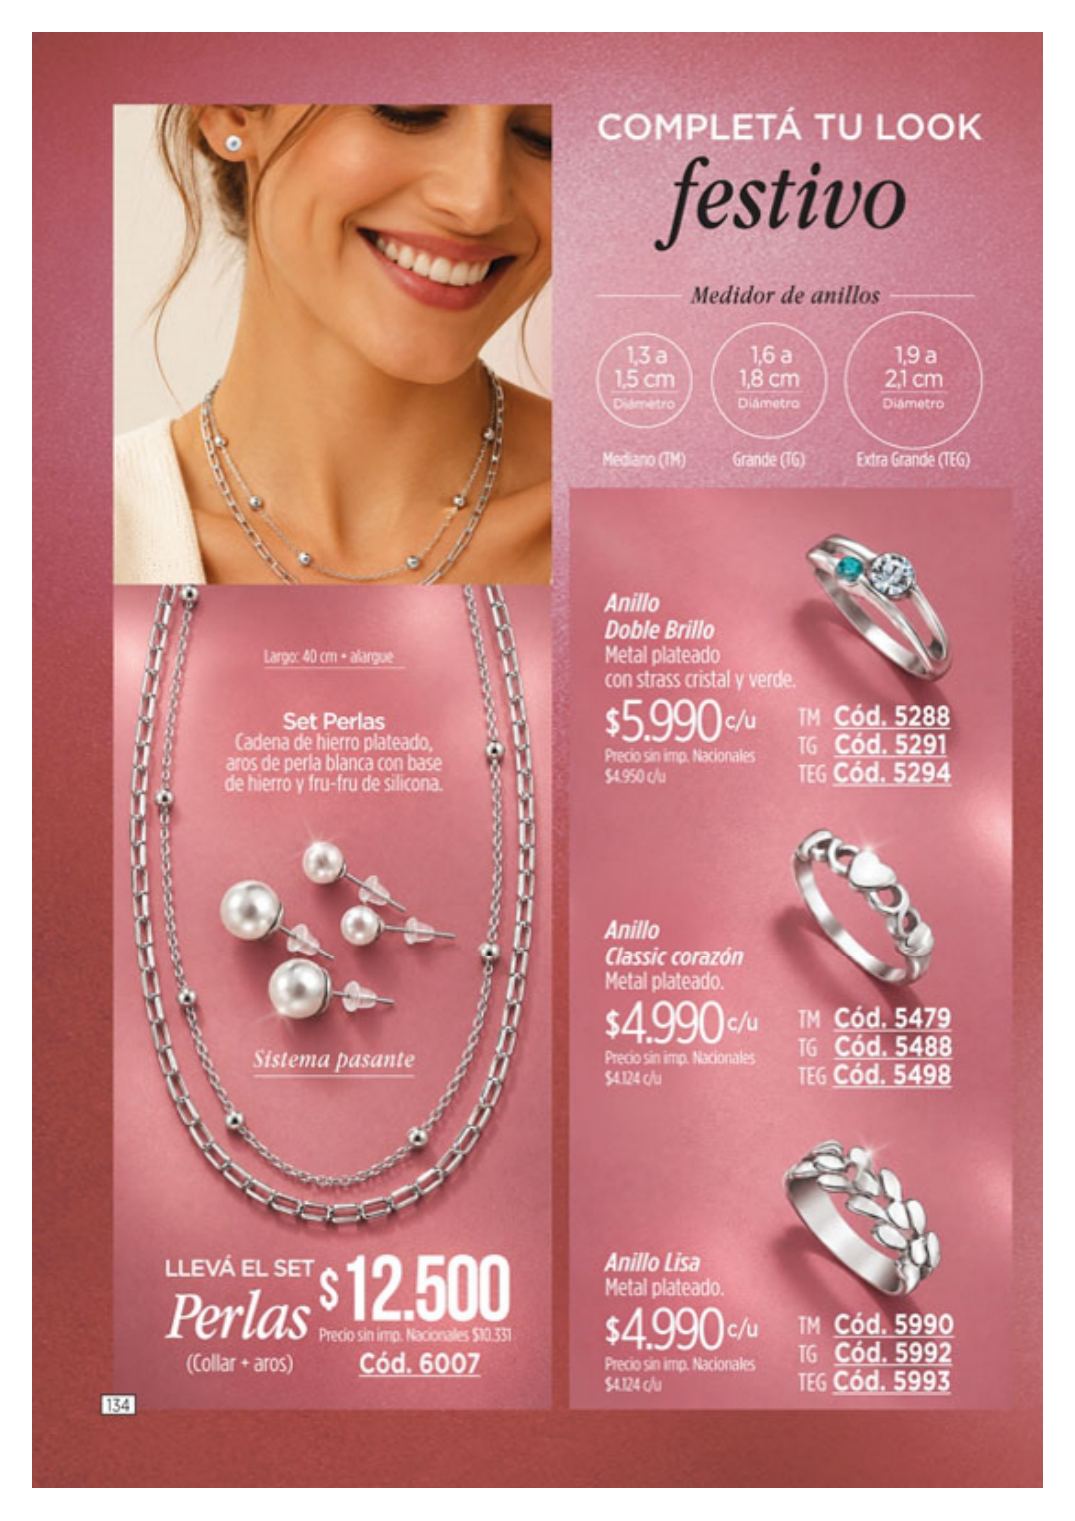 COMPLETÁ TU LOOK
festivo
Medidor de anillos
1,3 a
1,5 cm
Diámetro
Mediano (TM)
1,6 a
1,8 cm
Diámetro
Grande (TG)
1,9 a
2,1 cm
Diámetro
Extra Grande (TEG)
Largo: 40 cm + alargue
Set Perlas
Cadena de hierro plateado,
aros de perla blanca con base
de hierro y fru-fru de silicona.
Sistema pasante
LLEVÁ EL SET
Perlas
(Collar + aros)
$12.500
Precio sin imp. Nacionales $10.331
Cód. 6007
Anillo
Doble Brillo
Metal plateado
con strass cristal y verde.
$5.990 c/u
Precio sin imp. Nacionales
$4.950 c/u
TM Cód. 5288
TG Cód. 5291
TEG Cód. 5294
Anillo
Classic corazón
Metal plateado.
$4.990 c/u
Precio sin imp. Nacionales
$4.124 c/u
TM Cód. 5479
TG Cód. 5488
TEG Cód. 5498
Anillo Lisa
Metal plateado.
$4.990 c/u
Precio sin imp. Nacionales
$4.124 c/u
TM Cód. 5990
TG Cód. 5992
TEG Cód. 5993
134